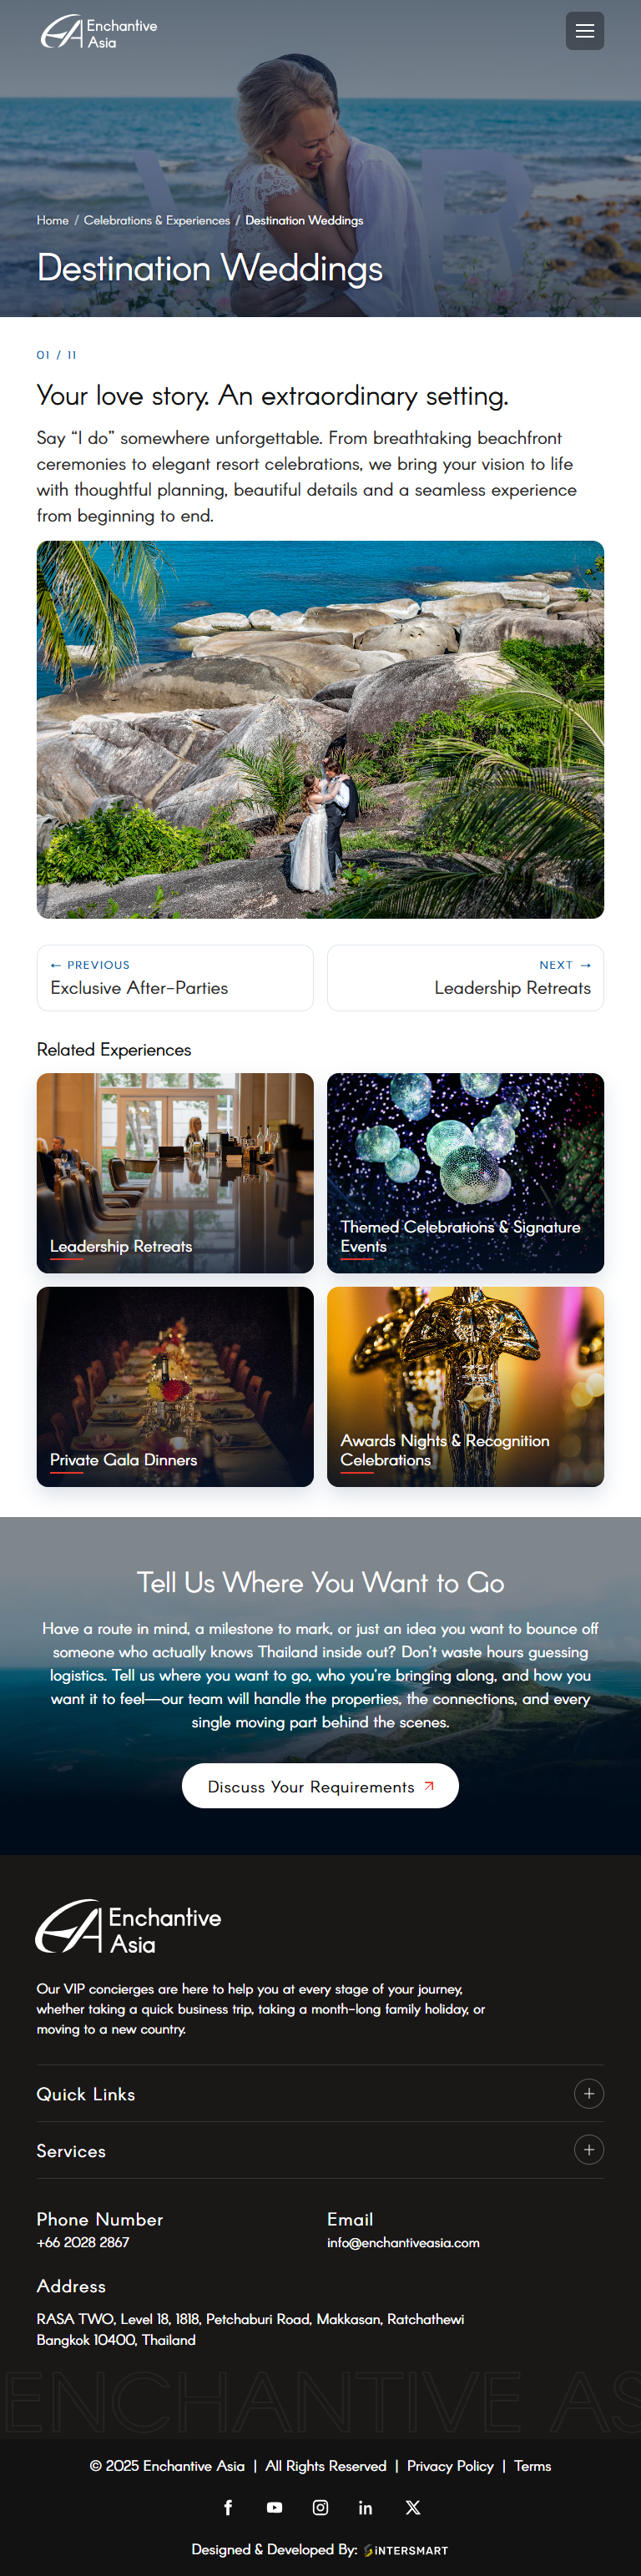 Enchantive
Asia
Home / Celebrations & Experiences / Destination Weddings
Destination Weddings
01 / 11
Your love story. An extraordinary setting.
Say “I do” somewhere unforgettable. From breathtaking beachfront
ceremonies to elegant resort celebrations, we bring your vision to life
with thoughtful planning, beautiful details and a seamless experience
from beginning to end.
← PREVIOUS
Exclusive After-Parties
NEXT →
Leadership Retreats
Related Experiences
Leadership Retreats
Themed Celebrations & Signature
Events
Private Gala Dinners
Awards Nights & Recognition
Celebrations
Tell Us Where You Want to Go
Have a route in mind, a milestone to mark, or just an idea you want to bounce off
someone who actually knows Thailand inside out? Don’t waste hours guessing
logistics. Tell us where you want to go, who you’re bringing along, and how you
want it to feel—our team will handle the properties, the connections, and every
single moving part behind the scenes.
Discuss Your Requirements
Enchantive
Asia
Our VIP concierges are here to help you at every stage of your journey,
whether taking a quick business trip, taking a month-long family holiday, or
moving to a new country.
Quick Links
Services
Phone Number
+66 2028 2867
Email
info@enchantiveasia.com
Address
RASA TWO, Level 18, 1818, Petchaburi Road, Makkasan, Ratchathewi
Bangkok 10400, Thailand
ENCHANTIVE AS
© 2025 Enchantive Asia | All Rights Reserved | Privacy Policy | Terms
Designed & Developed By: INTERSMART